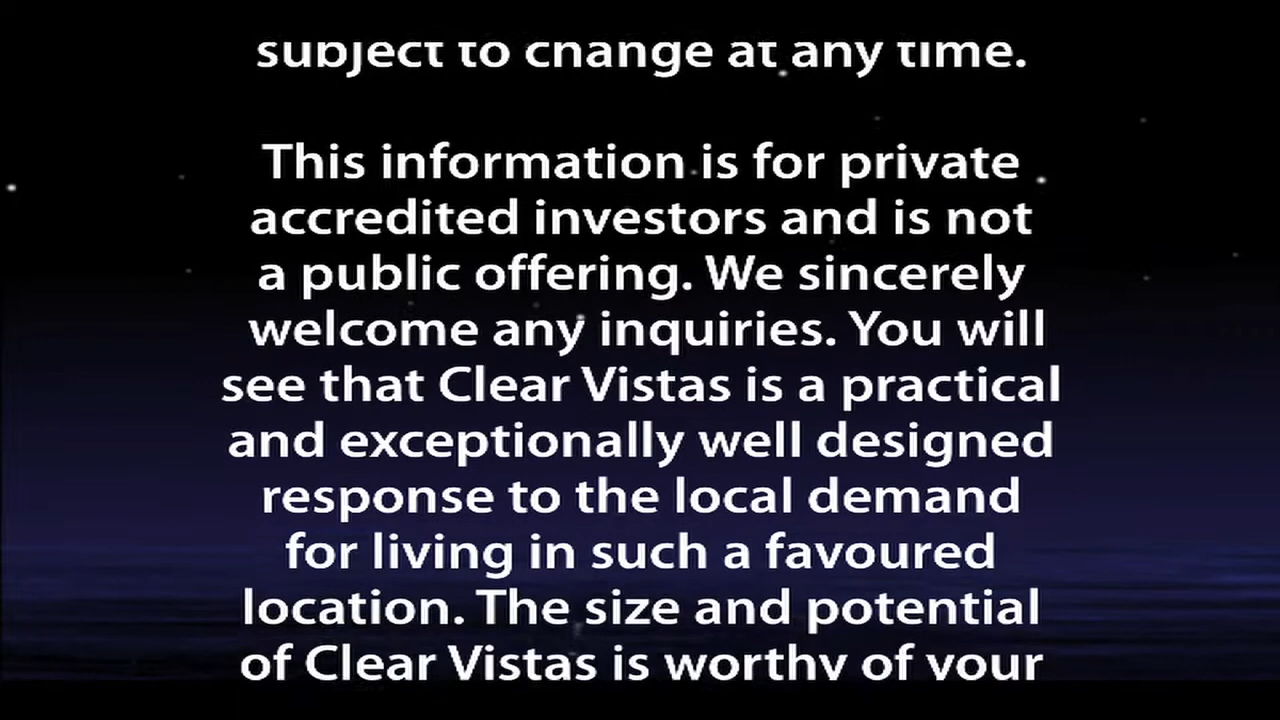 subject to change at any time.
This information is for private
accredited investors and is not
a public offering. We sincerely
welcome any inquiries. You will
see that Clear Vistas is a practical
and exceptionally well designed
response to the local demand
for living in such a favoured
location. The size and potential
of Clear Vistas is worthy of your